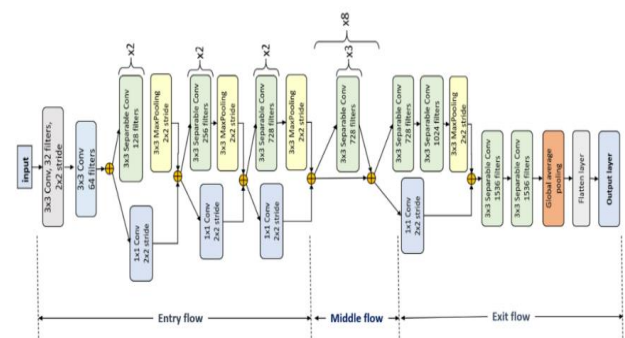 input
3x3 Conv, 32 filters,
2x2 stride
3x3 Conv
64 filters
x2
3x3 Separable Conv
128 filters
3x3 MaxPooling
2x2 stride
1x1 Conv
2x2 stride
x2
3x3 Separable Conv
256 filters
3x3 MaxPooling
2x2 stride
1x1 Conv
2x2 stride
x2
3x3 Separable Conv
728 filters
3x3 MaxPooling
2x2 stride
1x1 Conv
2x2 stride
x8
x3
3x3 Separable Conv
728 filters
3x3 Separable Conv
728 filters
3x3 Separable Conv
1024 filters
3x3 MaxPooling
2x2 stride
1x1 Conv
2x2 stride
3x3 Separable Conv
1536 filters
3x3 Separable Conv
1536 filters
Global average
pooling
Flatten layer
Output layer
Entry flow
Middle flow
Exit flow